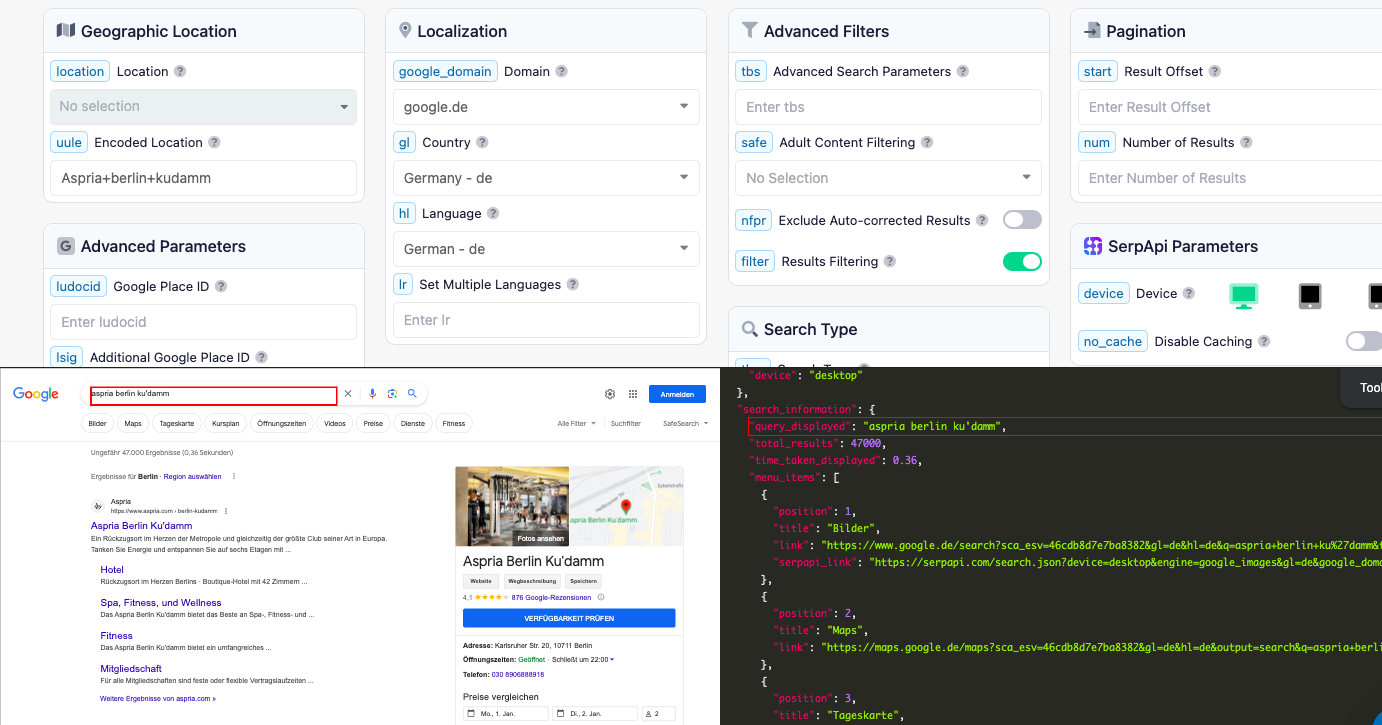 Geographic Location
location Location ?
No selection
uule Encoded Location ?
Aspria+berlin+kudamm
G Advanced Parameters
ludocid Google Place ID ?
Enter ludocid
lsig Additional Google Place ID ?
Localization
google_domain Domain ?
google.de
gl Country ?
Germany - de
hl Language ?
German - de
lr Set Multiple Languages ?
Enter lr
Advanced Filters
tbs Advanced Search Parameters ?
Enter tbs
safe Adult Content Filtering ?
No Selection
nfpr Exclude Auto-corrected Results ?
filter Results Filtering ?
Search Type
Pagination
start Result Offset ?
Enter Result Offset
num Number of Results ?
Enter Number of Results
SerpApi Parameters
device Device ?
no_cache Disable Caching ?
Google
aspria berlin ku'damm
Anmelden
Bilder Maps Tageskarte Kursplan Öffnungszeiten Videos Preise Dienste Fitness
Alle Filter Suchfilter SafeSearch
Ungefähr 47.000 Ergebnisse (0,36 Sekunden)
Ergebnisse für Berlin · Region auswählen
Aspria
https://www.aspria.com › berlin-kudamm
Aspria Berlin Ku'damm
Ein Rückzugsort im Herzen der Metropole und gleichzeitig der größte Club seiner Art in Europa.
Tanken Sie Energie und entspannen Sie auf sechs Etagen mit ...
Hotel
Rückzugsort im Herzen Berlins · Boutique-Hotel mit 42 Zimmern ...
Spa, Fitness, und Wellness
Das Aspria Berlin Ku'damm bietet das Beste an Spa-, Fitness- und ...
Fitness
Das Aspria Berlin Ku'damm bietet ein umfangreiches ...
Mitgliedschaft
Für alle Mitgliedschaften sind feste oder flexible Vertragslaufzeiten ...
Weitere Ergebnisse von aspria.com »
Fotos ansehen
aspria Berlin Ku'damm
Aspria Berlin Ku'damm
Website Wegbeschreibung Speichern
4,1 ★★★★ 876 Google-Rezensionen
VERFÜGBARKEIT PRÜFEN
Adresse: Karlsruher Str. 20, 10711 Berlin
Öffnungszeiten: Geöffnet · Schließt um 22:00
Telefon: 030 8906888918
Preise vergleichen
Mo., 1. Jan. Di., 2. Jan. 2
"device": "desktop"
},
"search_information": {
"query_displayed": "aspria berlin ku'damm",
"total_results": 47000,
"time_taken_displayed": 0.36,
"menu_items": [
{
"position": 1,
"title": "Bilder",
"link": "https://www.google.de/search?sca_esv=46cdb8d7e7ba8382&gl=de&hl=de&q=aspria+berlin+ku%27damm&
"serpapi_link": "https://serpapi.com/search.json?device=desktop&engine=google_images&gl=de&google_doma
},
{
"position": 2,
"title": "Maps",
"link": "https://maps.google.de/maps?sca_esv=46cdb8d7e7ba8382&gl=de&hl=de&output=search&q=aspria+berli
},
{
"position": 3,
"title": "Tageskarte",
Tool